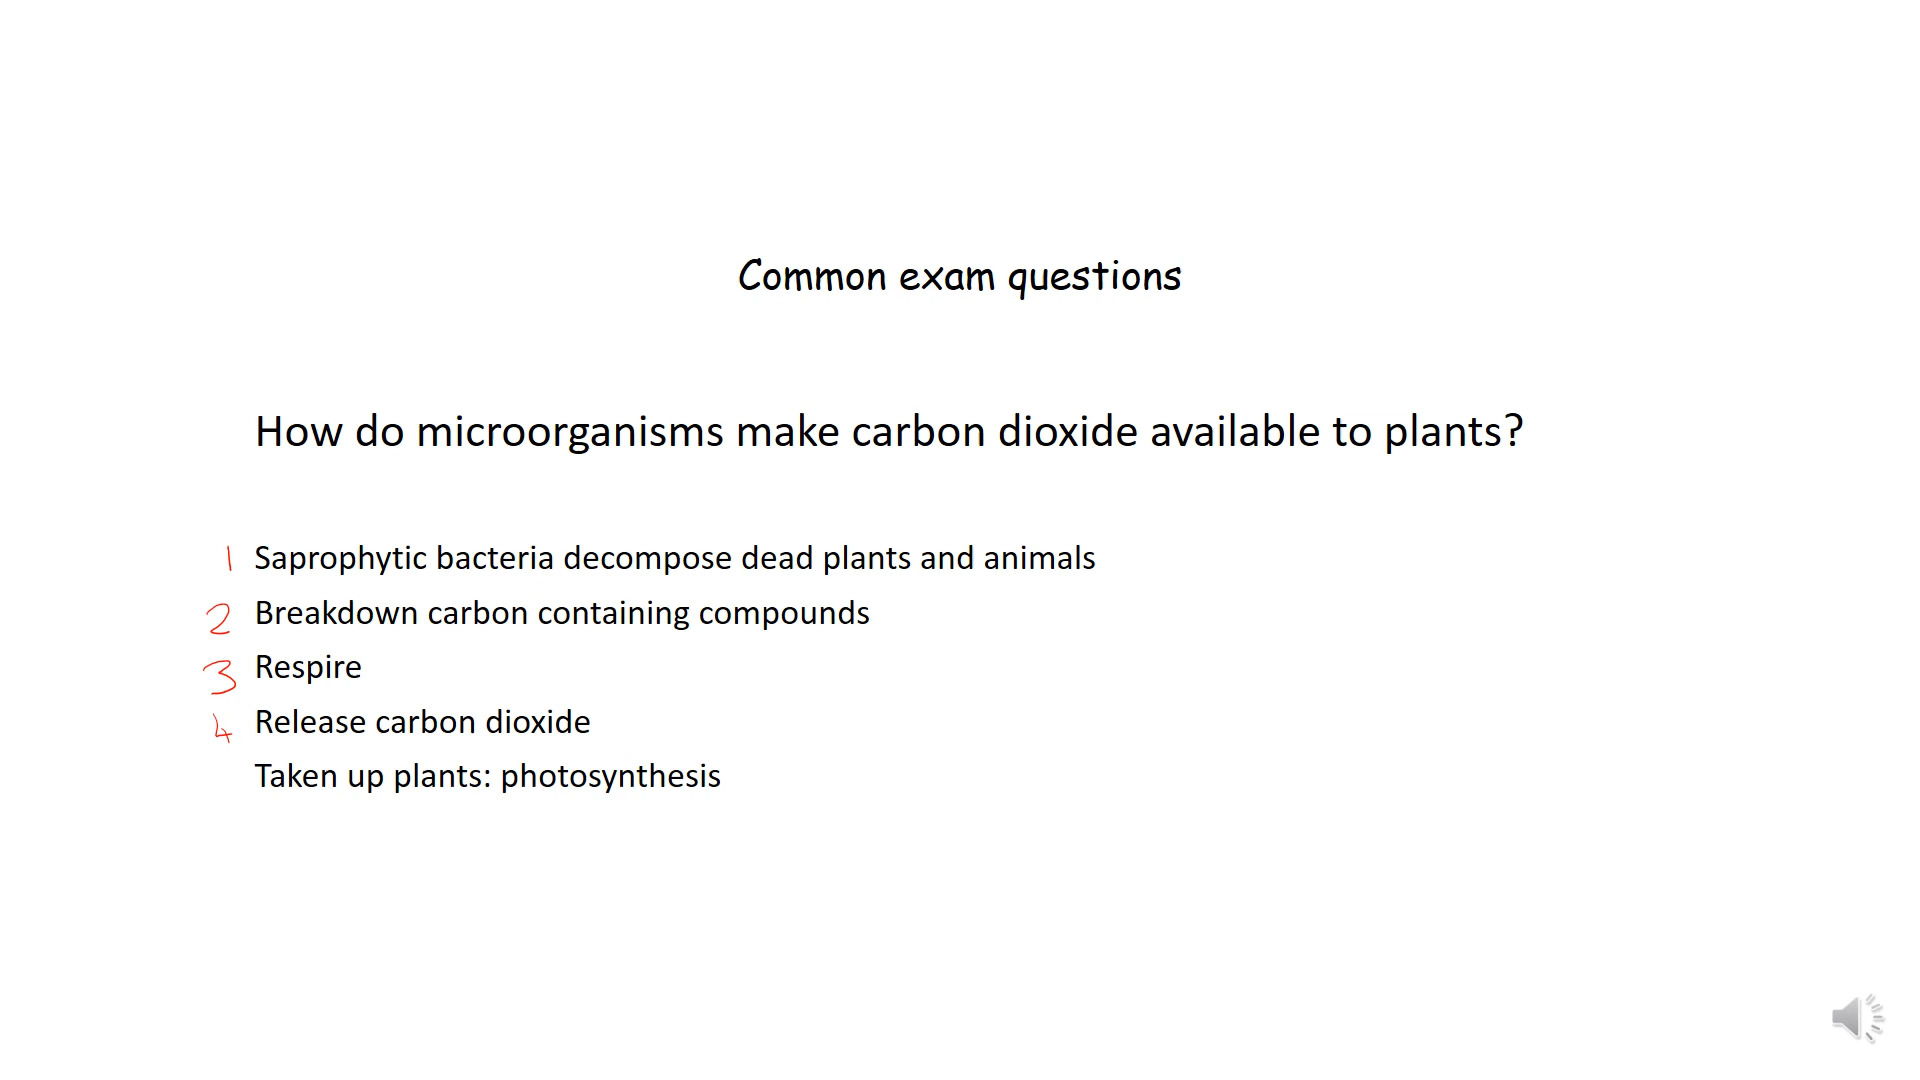 Common exam questions
How do microorganisms make carbon dioxide available to plants?
1 Saprophytic bacteria decompose dead plants and animals
2 Breakdown carbon containing compounds
3 Respire
4 Release carbon dioxide
Taken up plants: photosynthesis